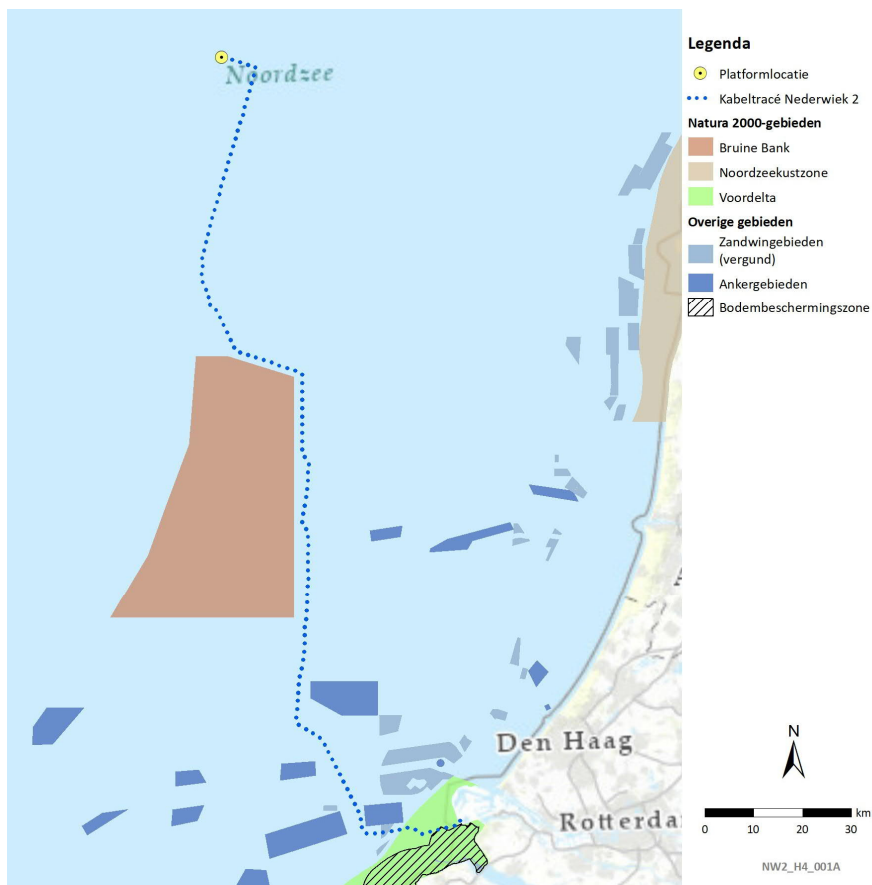 Noordzee
Den Haag
Rotterda
Legenda
Platformlocatie
Kabeltracé Nederwiek 2
Natura 2000-gebieden
Bruine Bank
Noordzeekustzone
Voordelta
Overige gebieden
Zandwingebieden
(vergund)
Ankergebieden
Bodembeschermingszone
N
km
0 10 20 30
NW2_H4_001A